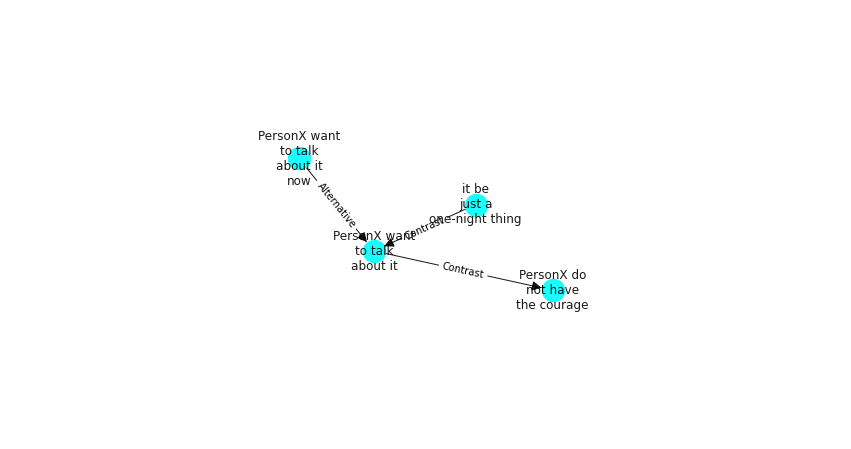 PersonX want
to talk
about it
now
Alternative
it be
just a
one-night thing
Contrast
PersonX want
to talk
about it
Contrast
PersonX do
not have
the courage